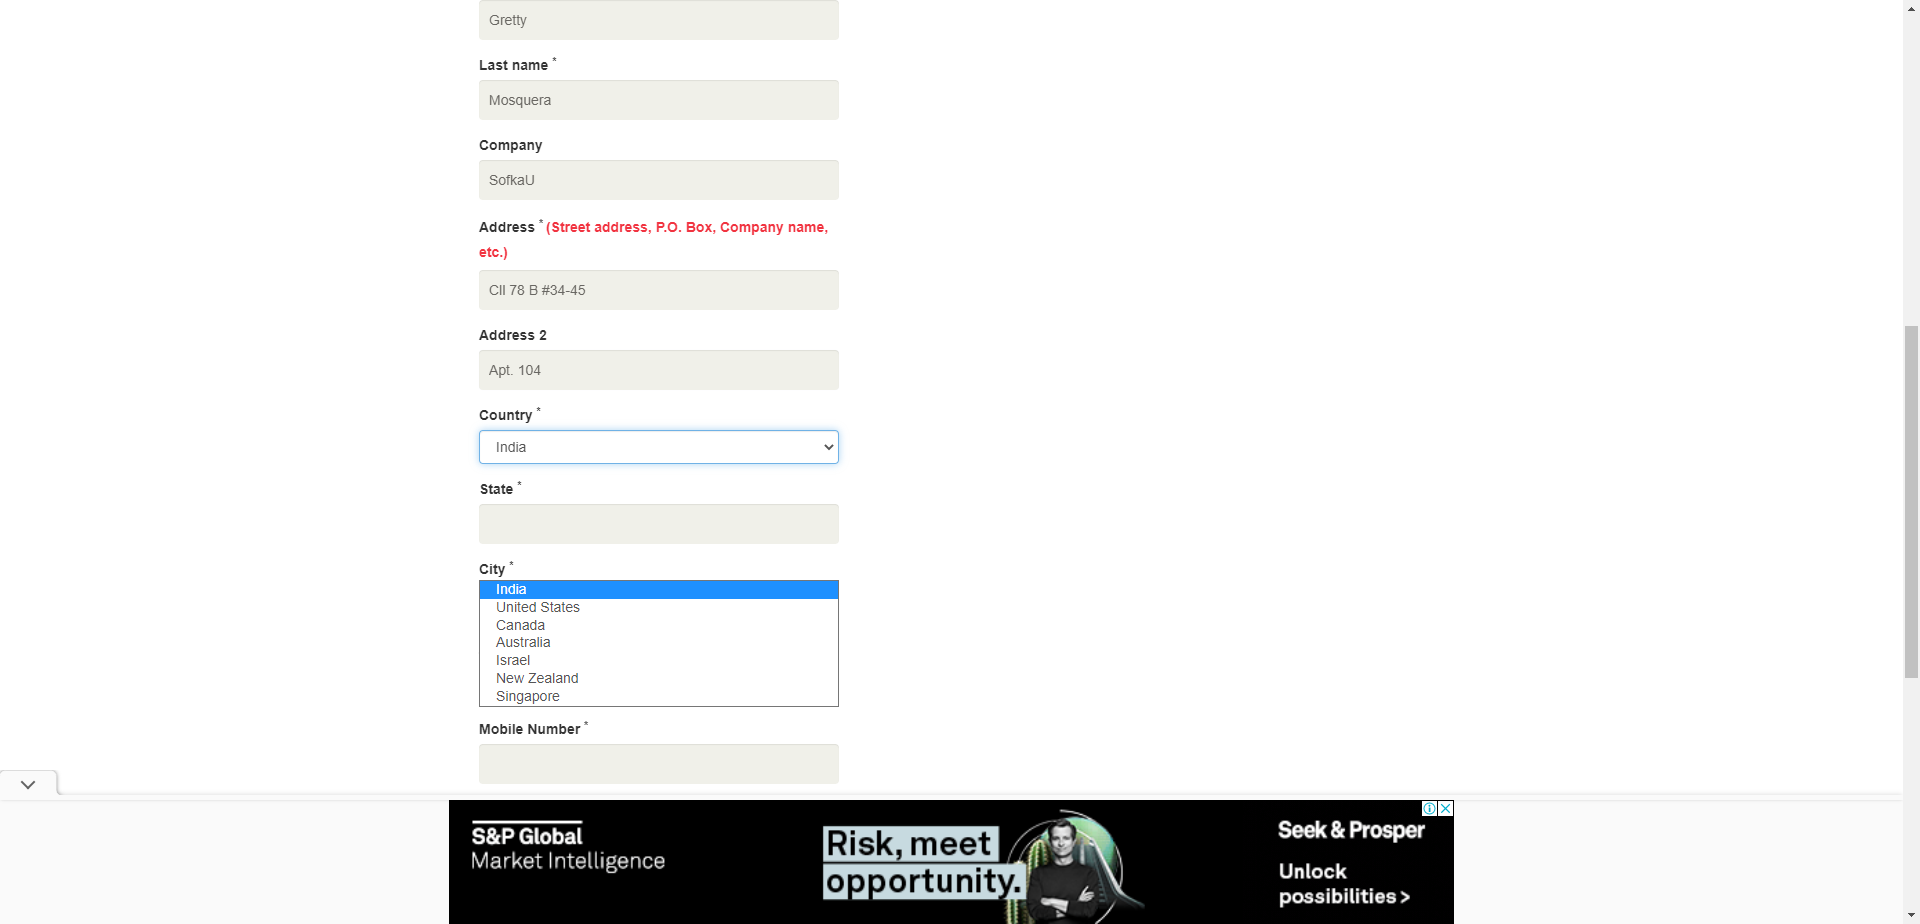 Gretty
Last name *
Mosquera
Company
SofkaU
Address * (Street address, P.O. Box, Company name,
etc.)
Cll 78 B #34-45
Address 2
Apt. 104
Country *
India
State *
City *
India
United States
Canada
Australia
Israel
New Zealand
Singapore
Mobile Number *
S&P Global
Market Intelligence
Risk, meet
opportunity.
Seek & Prosper
Unlock
possibilities >